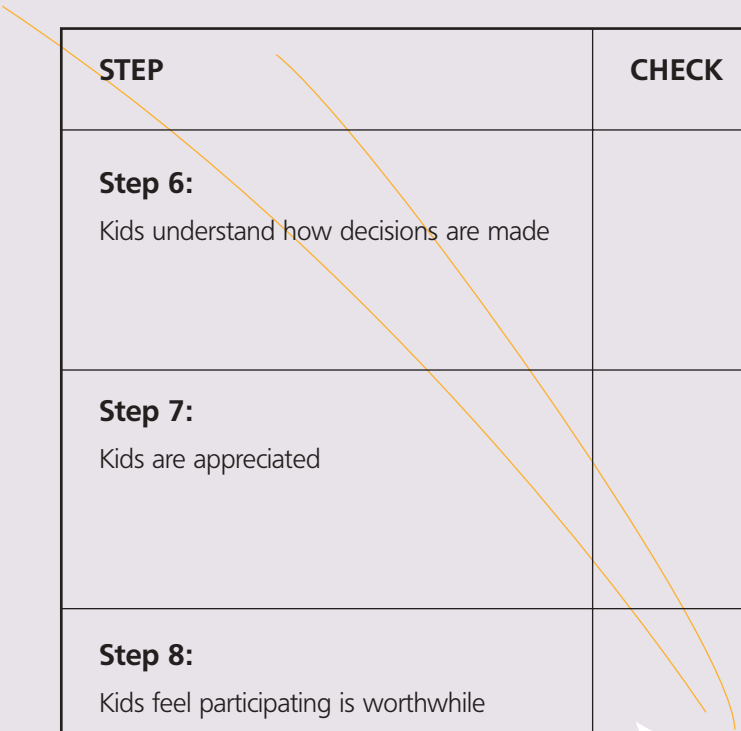 STEP
CHECK
Step 6:
Kids understand how decisions are made
Step 7:
Kids are appreciated
Step 8:
Kids feel participating is worthwhile